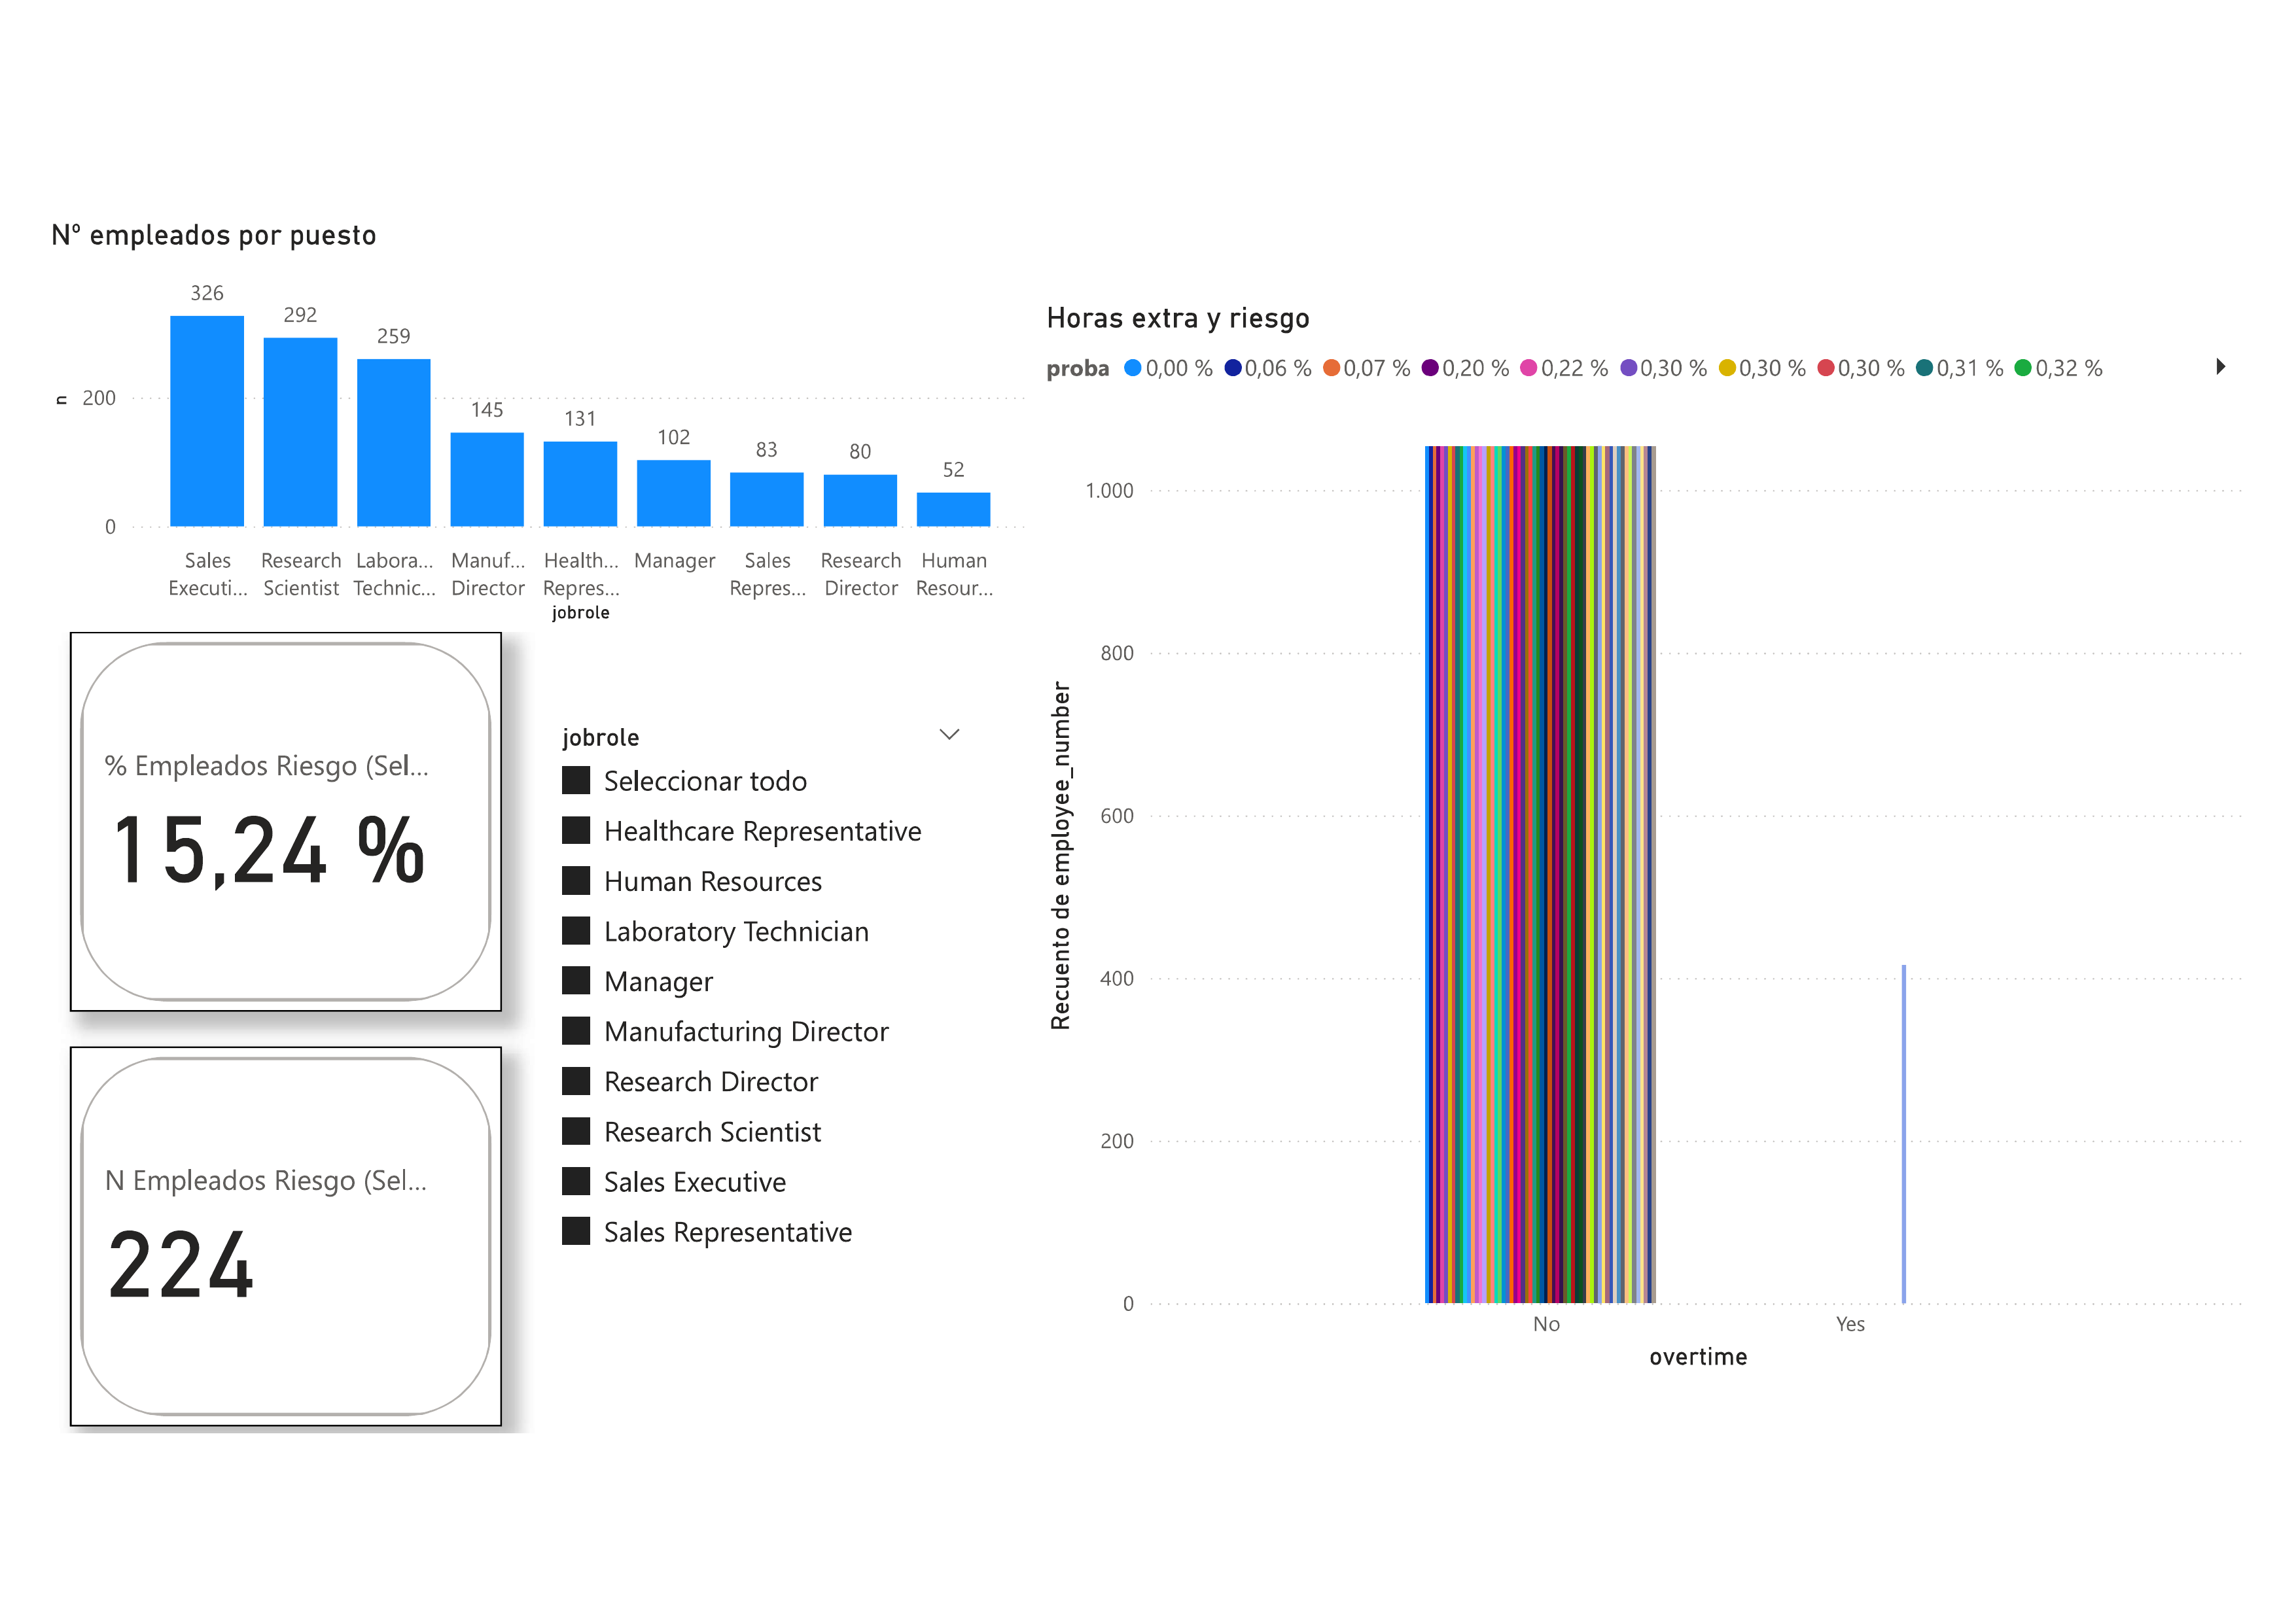 Nº empleados por puesto
326
292
259
145
131
102
83
80
52
n
200
0
Sales Executi...
Research Scientist
Labora... Technic...
Manuf... Director
Health... Repres...
Manager
Sales Repres...
Research Director
Human Resour...
jobrole
% Empleados Riesgo (Sel...
15,24 %
N Empleados Riesgo (Sel...
224
jobrole
Seleccionar todo
Healthcare Representative
Human Resources
Laboratory Technician
Manager
Manufacturing Director
Research Director
Research Scientist
Sales Executive
Sales Representative
Horas extra y riesgo
proba 0,00 % 0,06 % 0,07 % 0,20 % 0,22 % 0,30 % 0,30 % 0,30 % 0,31 % 0,32 %
Recuento de employee_number
1.000
800
600
400
200
0
No
Yes
overtime